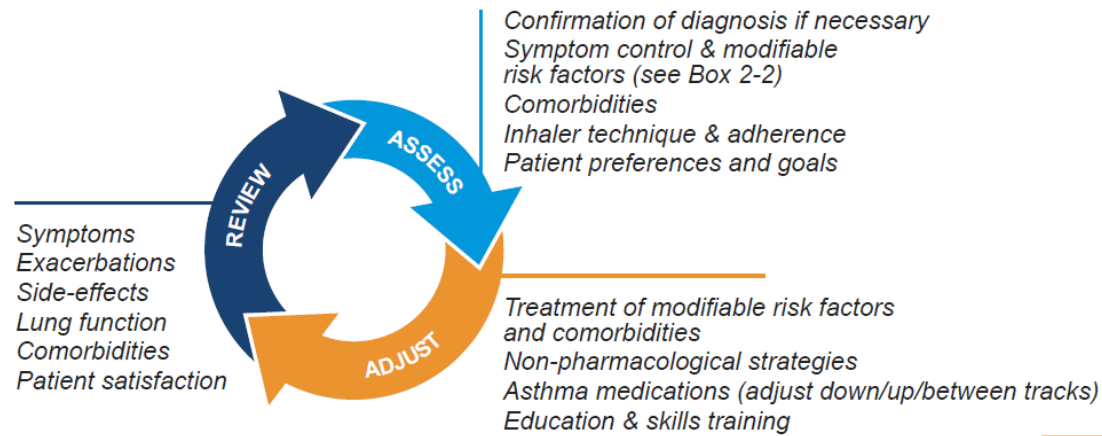 Confirmation of diagnosis if necessary
Symptom control & modifiable
risk factors (see Box 2-2)
Comorbidities
Inhaler technique & adherence
Patient preferences and goals
ASSESS
REVIEW
Symptoms
Exacerbations
Side-effects
Lung function
Comorbidities
Patient satisfaction
ADJUST
Treatment of modifiable risk factors
and comorbidities
Non-pharmacological strategies
Asthma medications (adjust down/up/between tracks)
Education & skills training